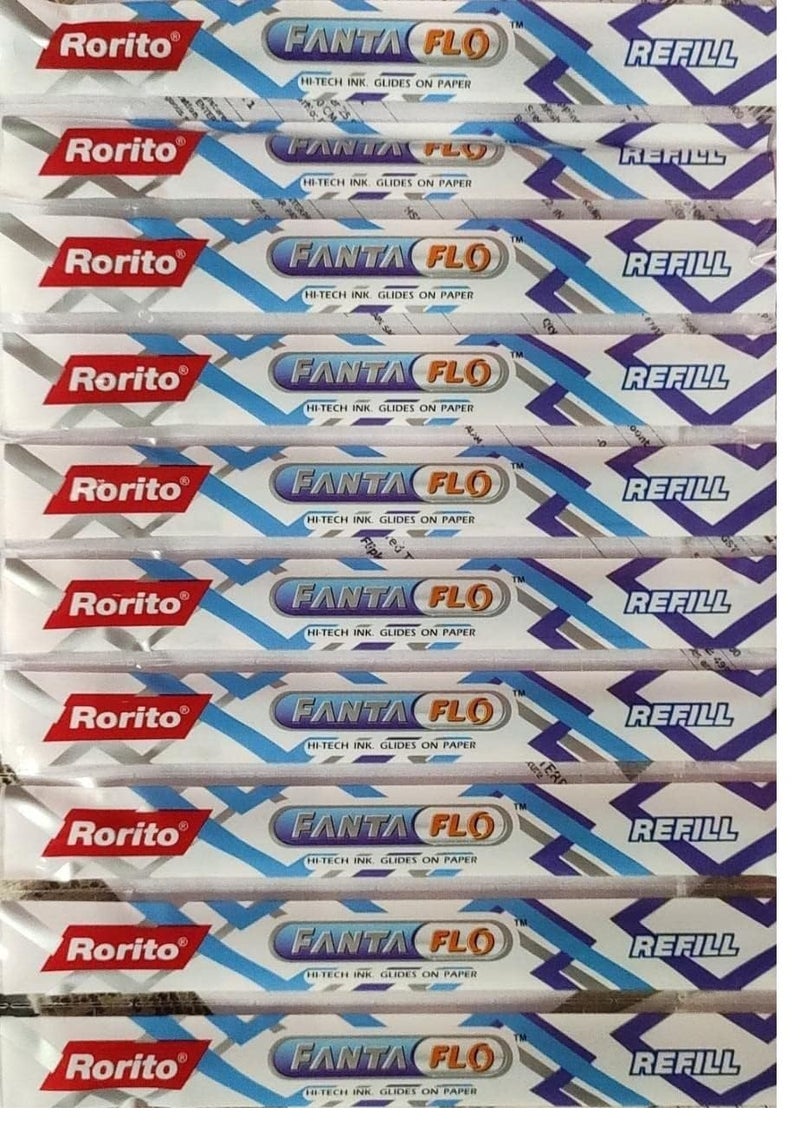 Rorito® FANTA FLO™ REFILL
HI-TECH INK. GLIDES ON PAPER
Rorito® FANTA FLO REFILL
HI-TECH INK. GLIDES ON PAPER
Rorito® FANTA FLO™ REFILL
HI-TECH INK. GLIDES ON PAPER
Rorito® FANTA FLO™ REFILL
HI-TECH INK. GLIDES ON PAPER
Rorito® FANTA FLO™ REFILL
HI-TECH INK. GLIDES ON PAPER
Rorito® FANTA FLO™ REFILL
HI-TECH INK. GLIDES ON PAPER
Rorito® FANTA FLO™ REFILL
HI-TECH INK. GLIDES ON PAPER
Rorito® FANTA FLO™ REFILL
HI-TECH INK. GLIDES ON PAPER
Rorito® FANTA FLO™ REFILL
HI-TECH INK. GLIDES ON PAPER
Rorito® FANTA FLO™ REFILL
HI-TECH INK. GLIDES ON PAPER